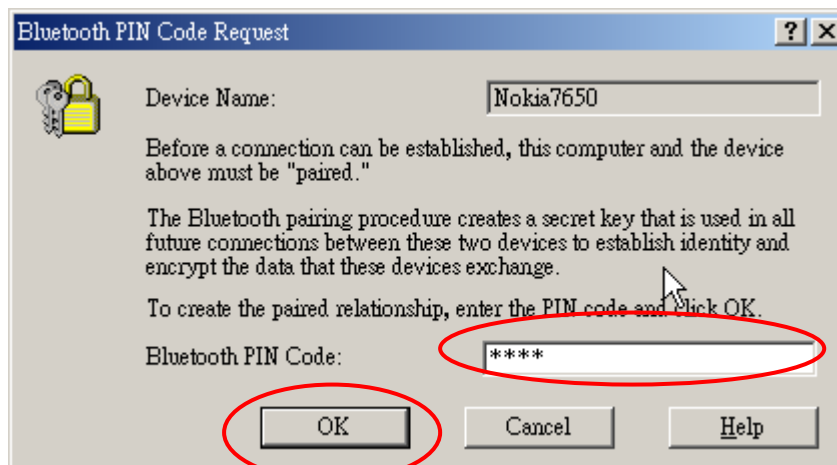 Bluetooth PIN Code Request
Device Name: Nokia7650
Before a connection can be established, this computer and the device
above must be "paired."
The Bluetooth pairing procedure creates a secret key that is used in all
future connections between these two devices to establish identity and
encrypt the data that these devices exchange.
To create the paired relationship, enter the PIN code and click OK.
Bluetooth PIN Code: ****
OK Cancel Help